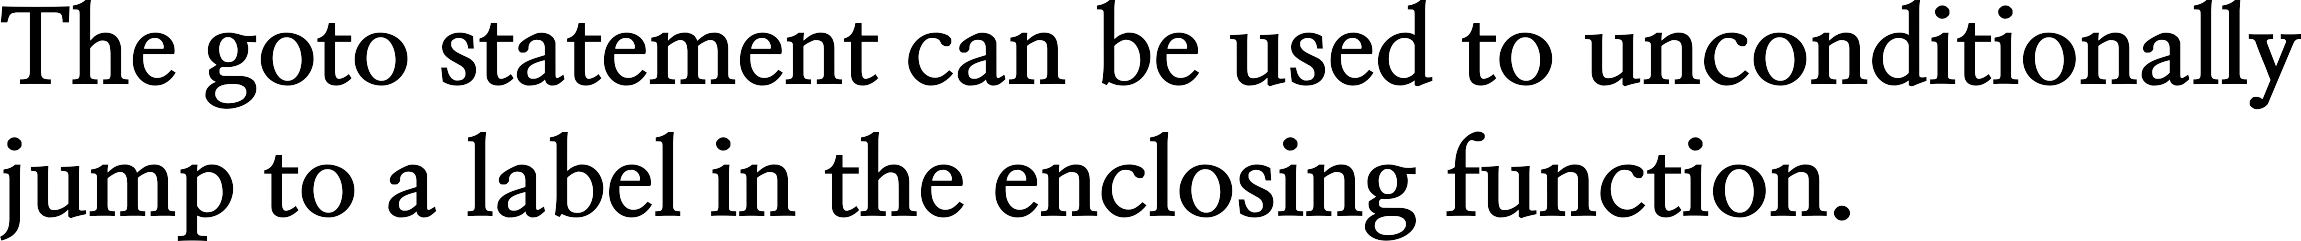 The goto statement can be used to unconditionally
jump to a label in the enclosing function.